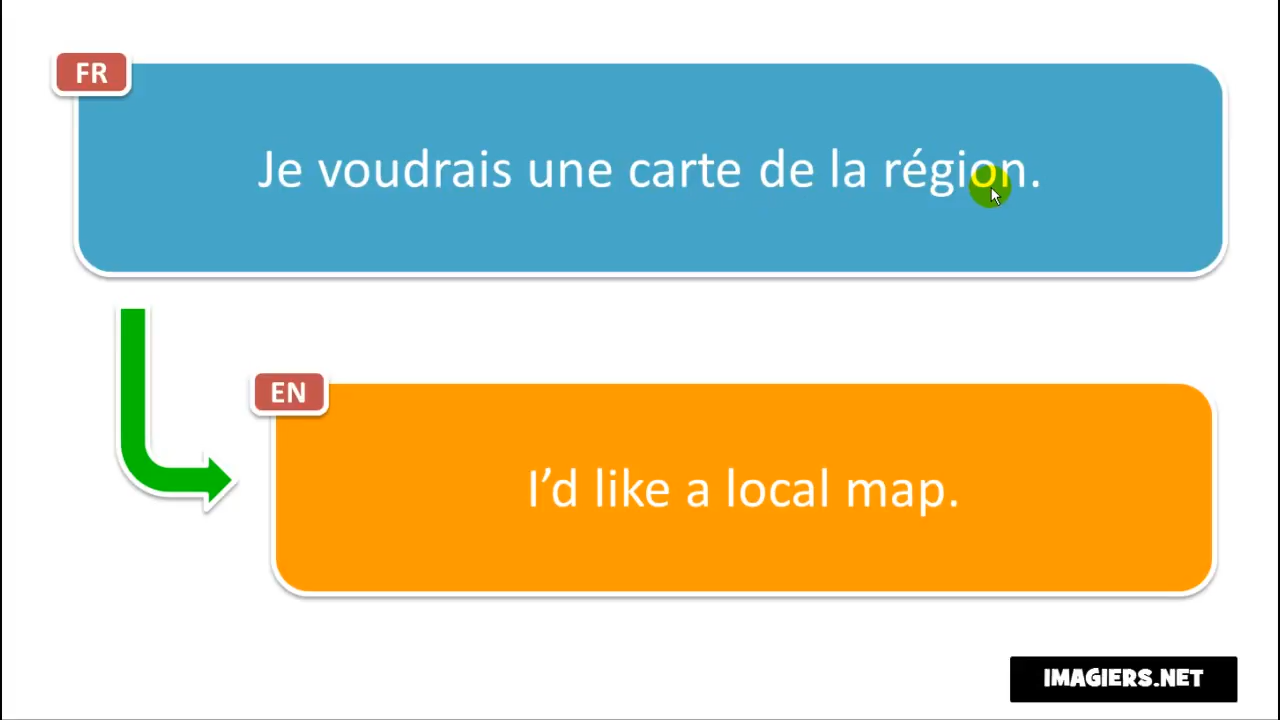 FR
Je voudrais une carte de la région.
EN
I’d like a local map.
IMAGIERS.NET